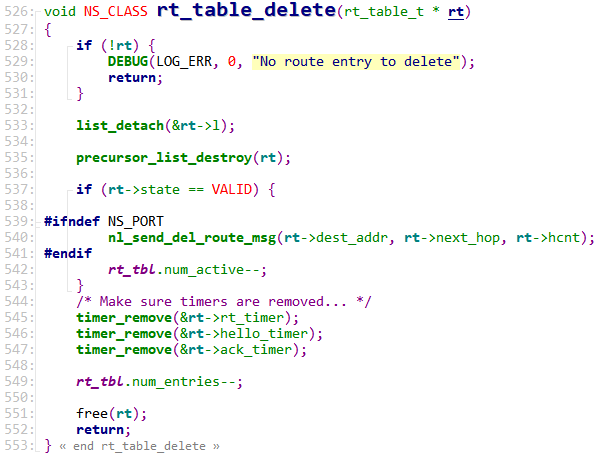 526: void NS_CLASS rt_table_delete(rt_table_t * rt)
527: {
528:     if (!rt) {
529:         DEBUG(LOG_ERR, 0, "No route entry to delete");
530:         return;
531:     }
532:
533:     list_detach(&rt->l);
534:
535:     precursor_list_destroy(rt);
536:
537:     if (rt->state == VALID) {
538:
539: #ifndef NS_PORT
540:         nl_send_del_route_msg(rt->dest_addr, rt->next_hop, rt->hcnt);
541: #endif
542:         rt_tbl.num_active--;
543:     }
544:     /* Make sure timers are removed... */
545:     timer_remove(&rt->rt_timer);
546:     timer_remove(&rt->hello_timer);
547:     timer_remove(&rt->ack_timer);
548:
549:     rt_tbl.num_entries--;
550:
551:     free(rt);
552:     return;
553: } « end rt_table_delete »